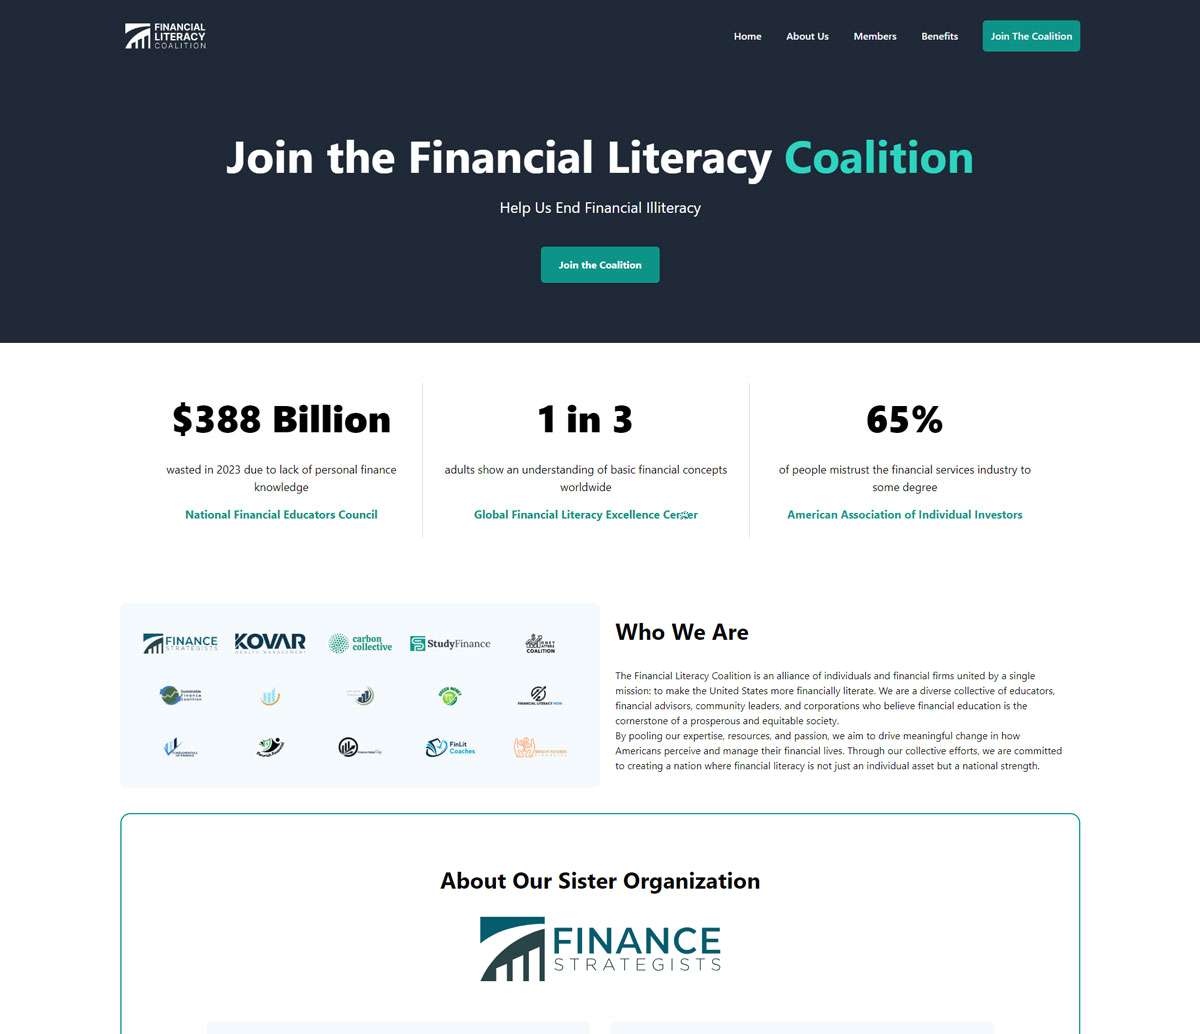 FINANCIAL
LITERACY
COALITION
Home
About Us
Members
Benefits
Join The Coalition
Join the Financial Literacy Coalition
Help Us End Financial Illiteracy
Join the Coalition
$388 Billion
wasted in 2023 due to lack of personal finance
knowledge
National Financial Educators Council
1 in 3
adults show an understanding of basic financial concepts
worldwide
Global Financial Literacy Excellence Center
65%
of people mistrust the financial services industry to
some degree
American Association of Individual Investors
FINANCE
STRATEGISTS
KOVAR
WEALTH MANAGEMENT
carbon
collective
StudyFinance
COALITION
Sustainable
Finance
Coalition
FINANCIAL LITERACY NOW
FinLit
Coaches
Who We Are
The Financial Literacy Coalition is an alliance of individuals and financial firms united by a single
mission: to make the United States more financially literate. We are a diverse collective of educators,
financial advisors, community leaders, and corporations who believe financial education is the
cornerstone of a prosperous and equitable society.
By pooling our expertise, resources, and passion, we aim to drive meaningful change in how
Americans perceive and manage their financial lives. Through our collective efforts, we are committed
to creating a nation where financial literacy is not just an individual asset but a national strength.
About Our Sister Organization
FINANCE
STRATEGISTS